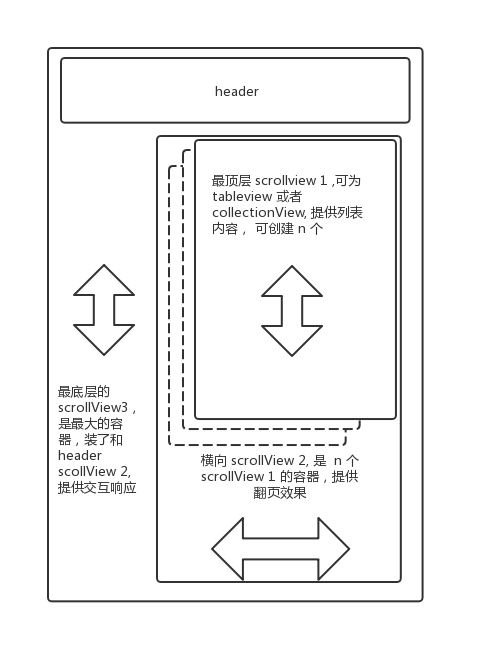 header
最顶层 scrollview 1 ,可为
tableview 或者
collectionView, 提供列表
内容， 可创建 n 个
最底层的
scrollView3 ,
是最大的容
器 , 装了和
header
scollView 2,
提供交互响应
横向 scrollView 2, 是 n 个
scrollView 1 的容器 , 提供
翻页效果